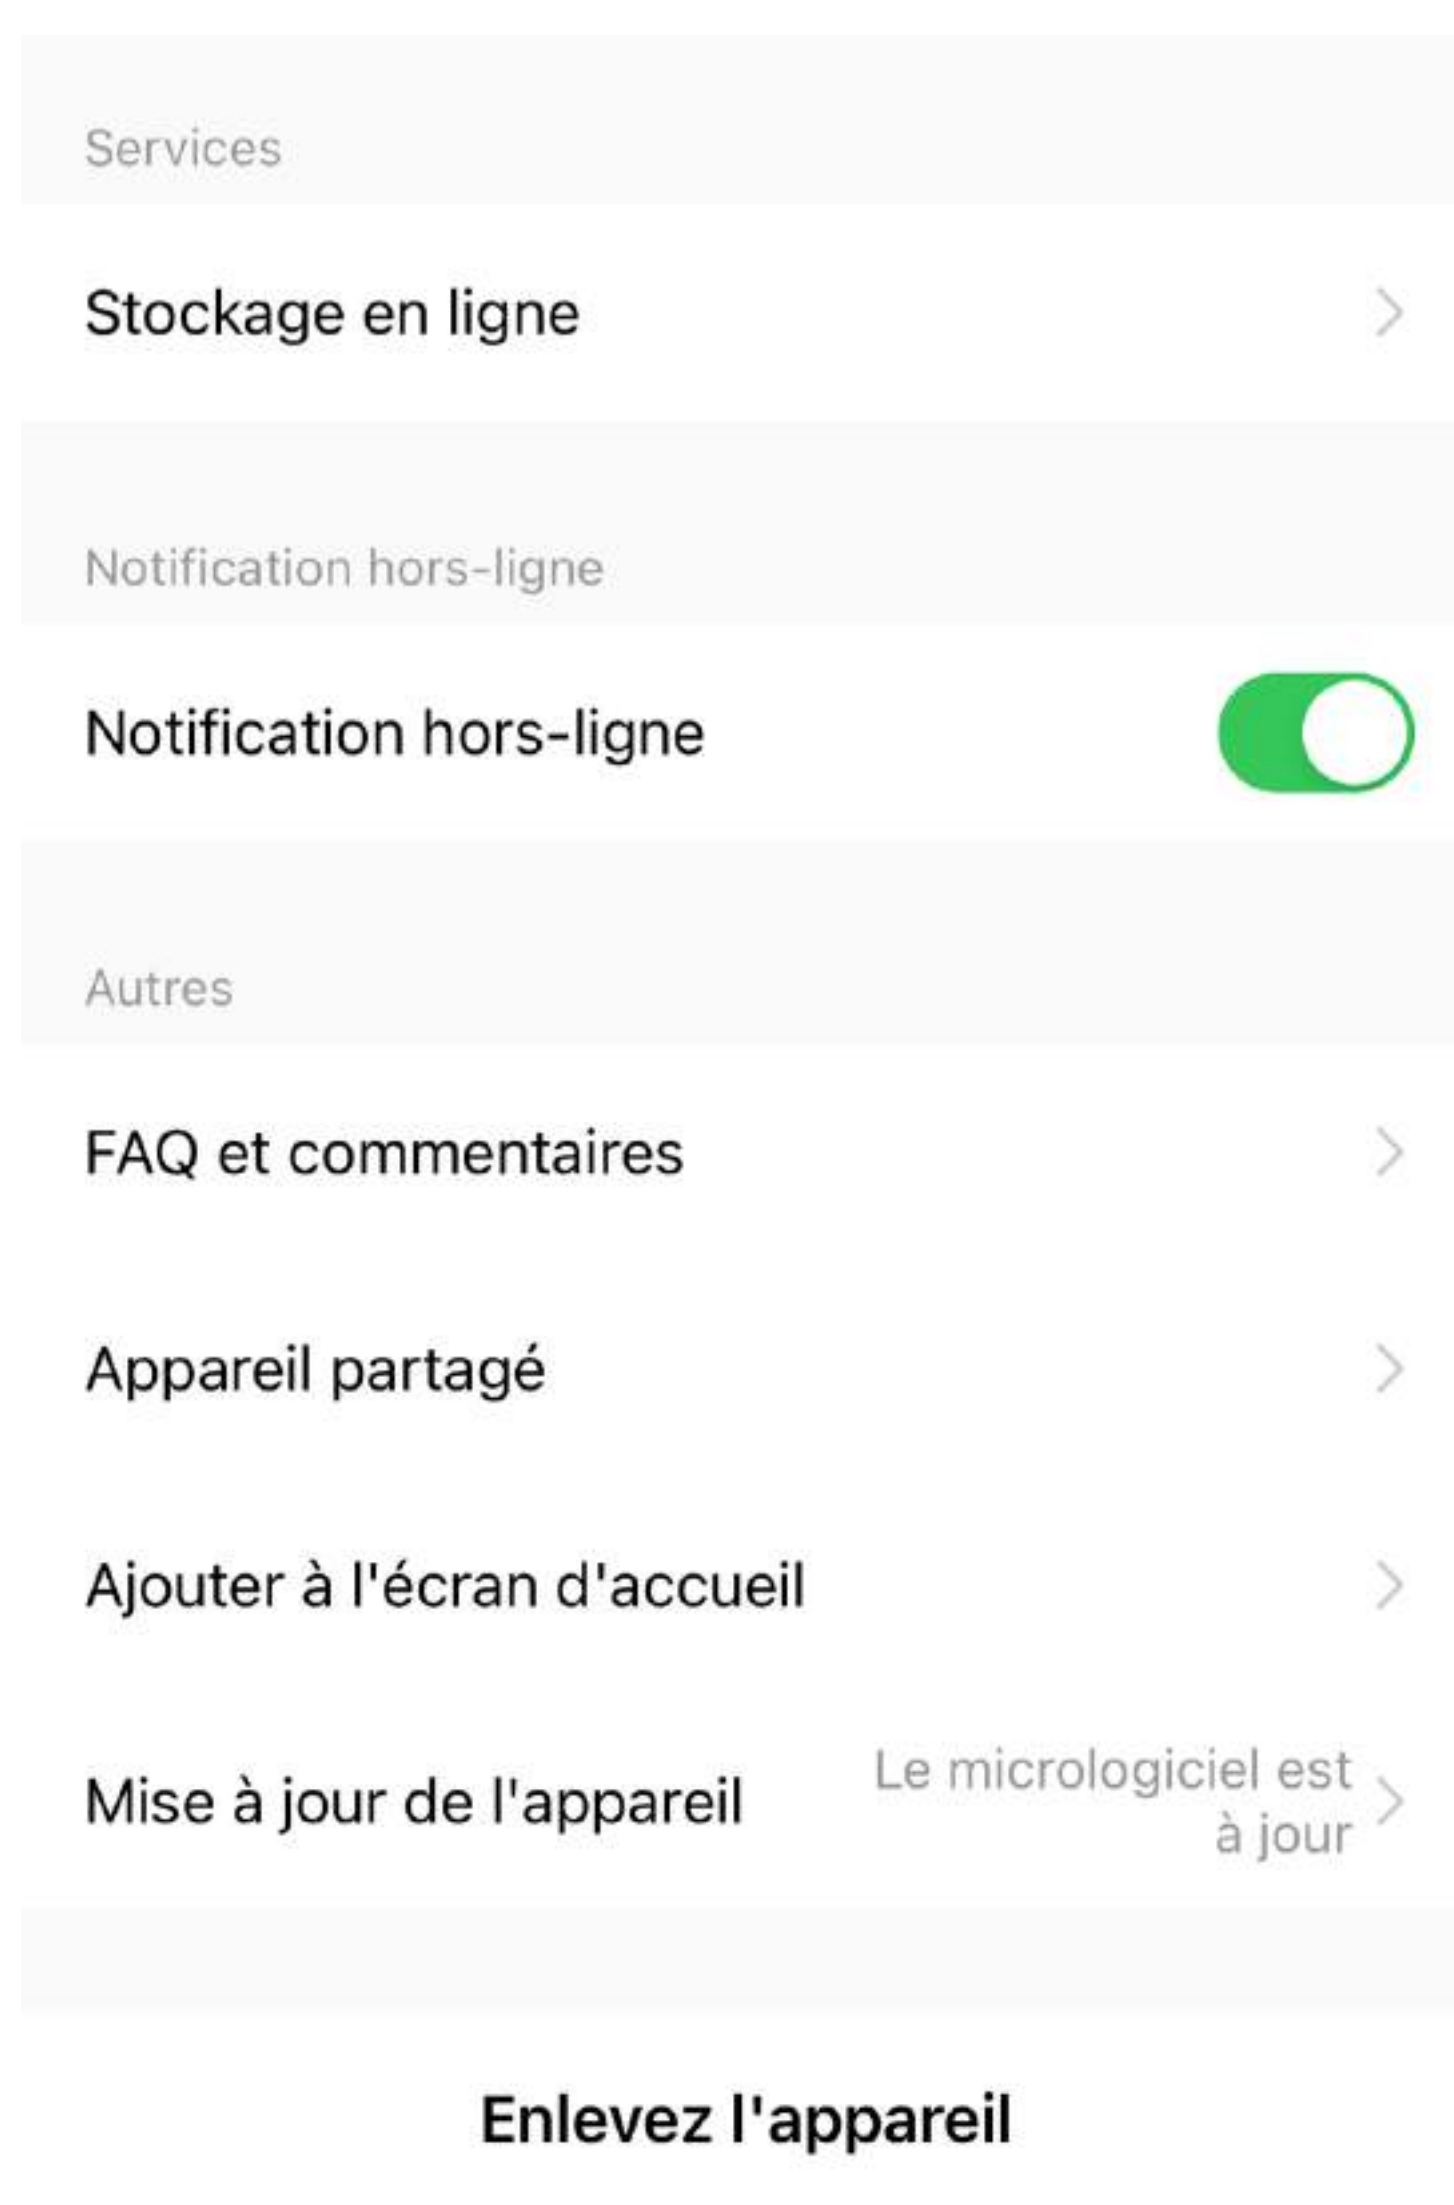 Services
Stockage en ligne
Notification hors-ligne
Notification hors-ligne
Autres
FAQ et commentaires
Appareil partagé
Ajouter à l'écran d'accueil
Mise à jour de l'appareil
Le micrologiciel est
à jour
Enlevez l'appareil